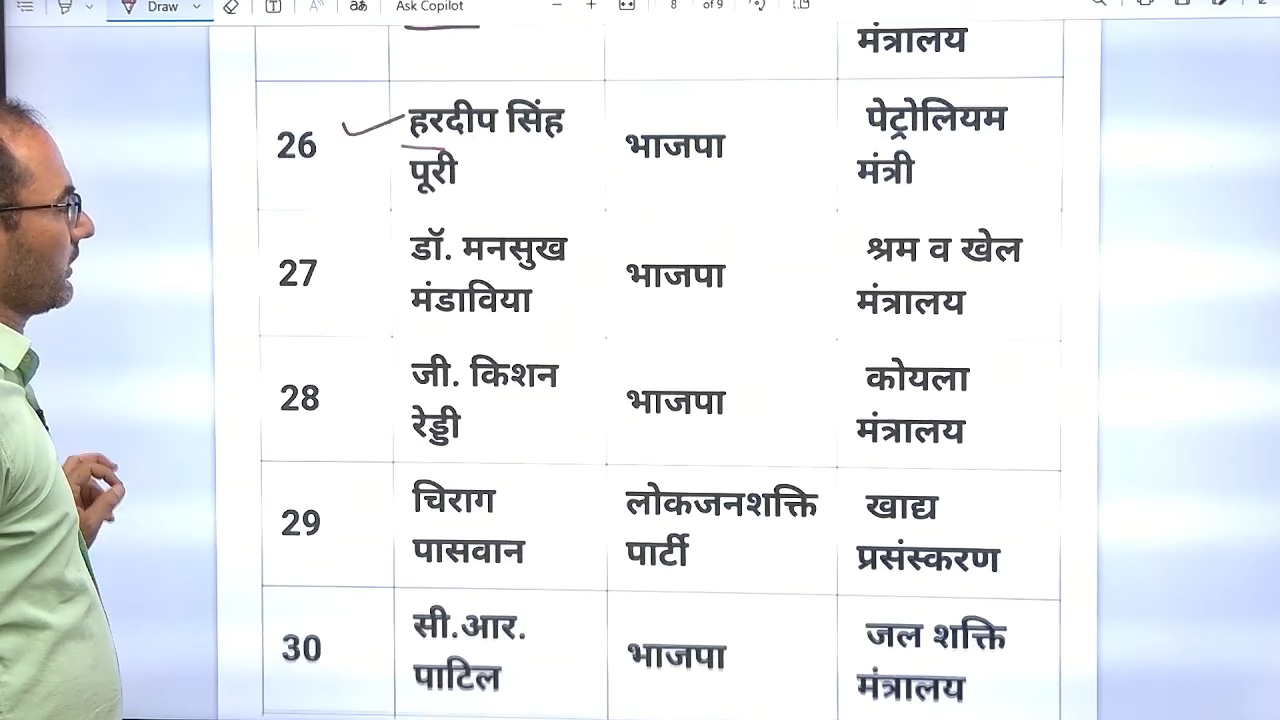 Draw
Ask Copilot
8 of 9
मंत्रालय
26 हरदीप सिंह पूरी भाजपा पेट्रोलियम मंत्री
27 डॉ. मनसुख मंडाविया भाजपा श्रम व खेल मंत्रालय
28 जी. किशन रेड्डी भाजपा कोयला मंत्रालय
29 चिराग पासवान लोकजनशक्ति पार्टी खाद्य प्रसंस्करण
30 सी.आर. पाटिल भाजपा जल शक्ति मंत्रालय